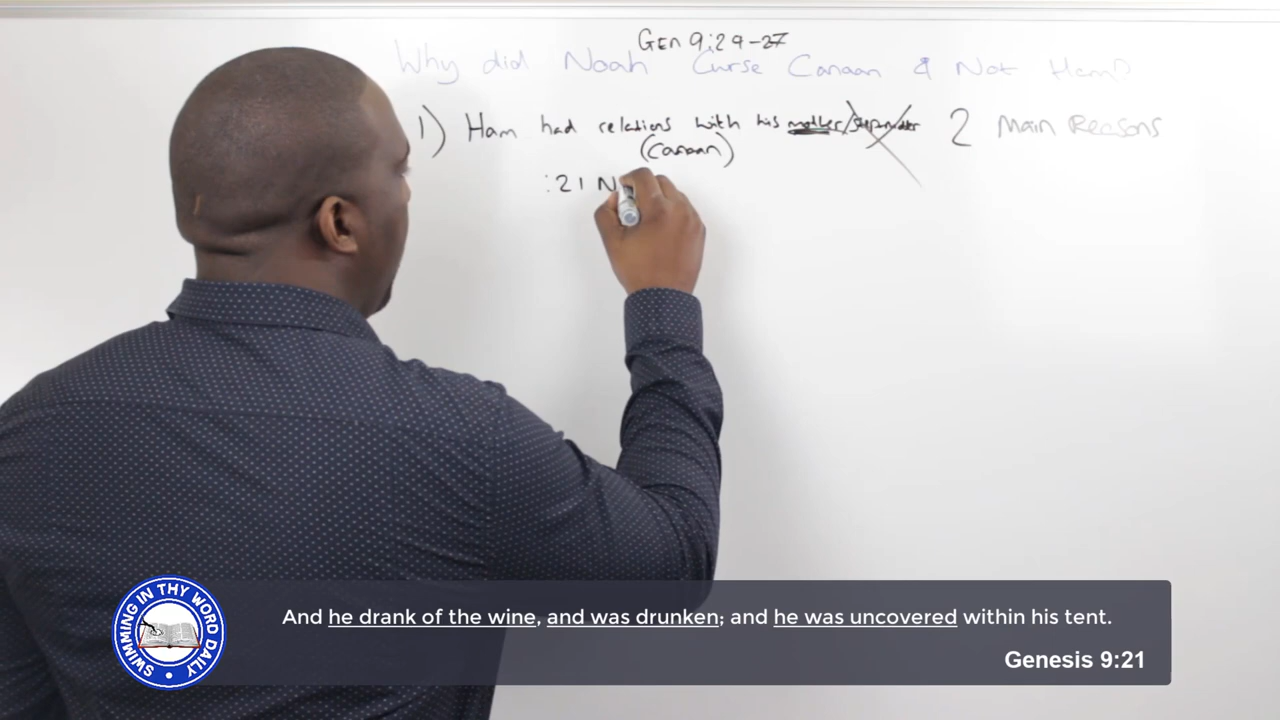 GEN 9:24-27
Why did Noah Curse Canaan & Not Ham?
1) Ham had relations with his mother/stepmother 2 Main Reasons
(Canaan)
:21 N
And he drank of the wine, and was drunken; and he was uncovered within his tent.
Genesis 9:21
SWIMMING IN THY WORD DAILY